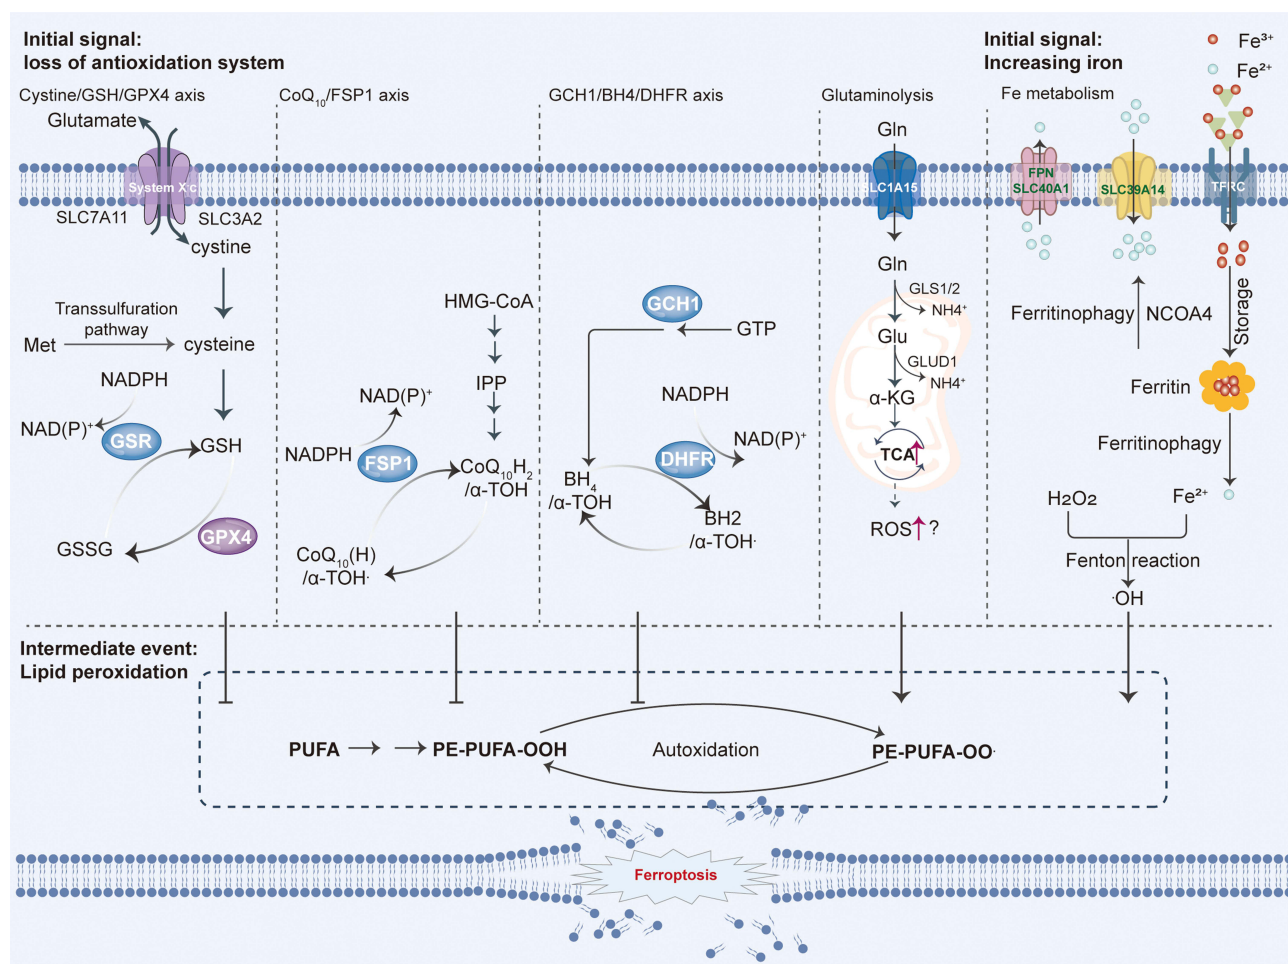 Initial signal:
loss of antioxidation system
Cystine/GSH/GPX4 axis
Glutamate
System X c
SLC7A11
SLC3A2
cystine
Transsulfuration
pathway
Met
cysteine
NADPH
NAD(P)⁺
GSR
GSH
GPX4
GSSG
CoQ₁₀/FSP1 axis
HMG-CoA
IPP
NAD(P)⁺
NADPH
FSP1
CoQ₁₀H₂
/α-TOH
CoQ₁₀(H)
/α-TOH·
GCH1/BH4/DHFR axis
GCH1
GTP
NADPH
NAD(P)⁺
DHFR
BH₄
/α-TOH
BH2
/α-TOH·
Glutaminolysis
Gln
SLC1A15
Gln
GLS1/2
NH4⁺
Glu
GLUD1
NH4⁺
α-KG
TCA
ROS ?
Initial signal:
Increasing iron
Fe³⁺
Fe²⁺
Fe metabolism
FPN
SLC40A1
SLC39A14
TFRC
Ferritinophagy
NCOA4
Storage
Ferritin
Ferritinophagy
H2O2
Fe²⁺
Fenton reaction
·OH
Intermediate event:
Lipid peroxidation
PUFA
PE-PUFA-OOH
Autoxidation
PE-PUFA-OO·
Ferroptosis